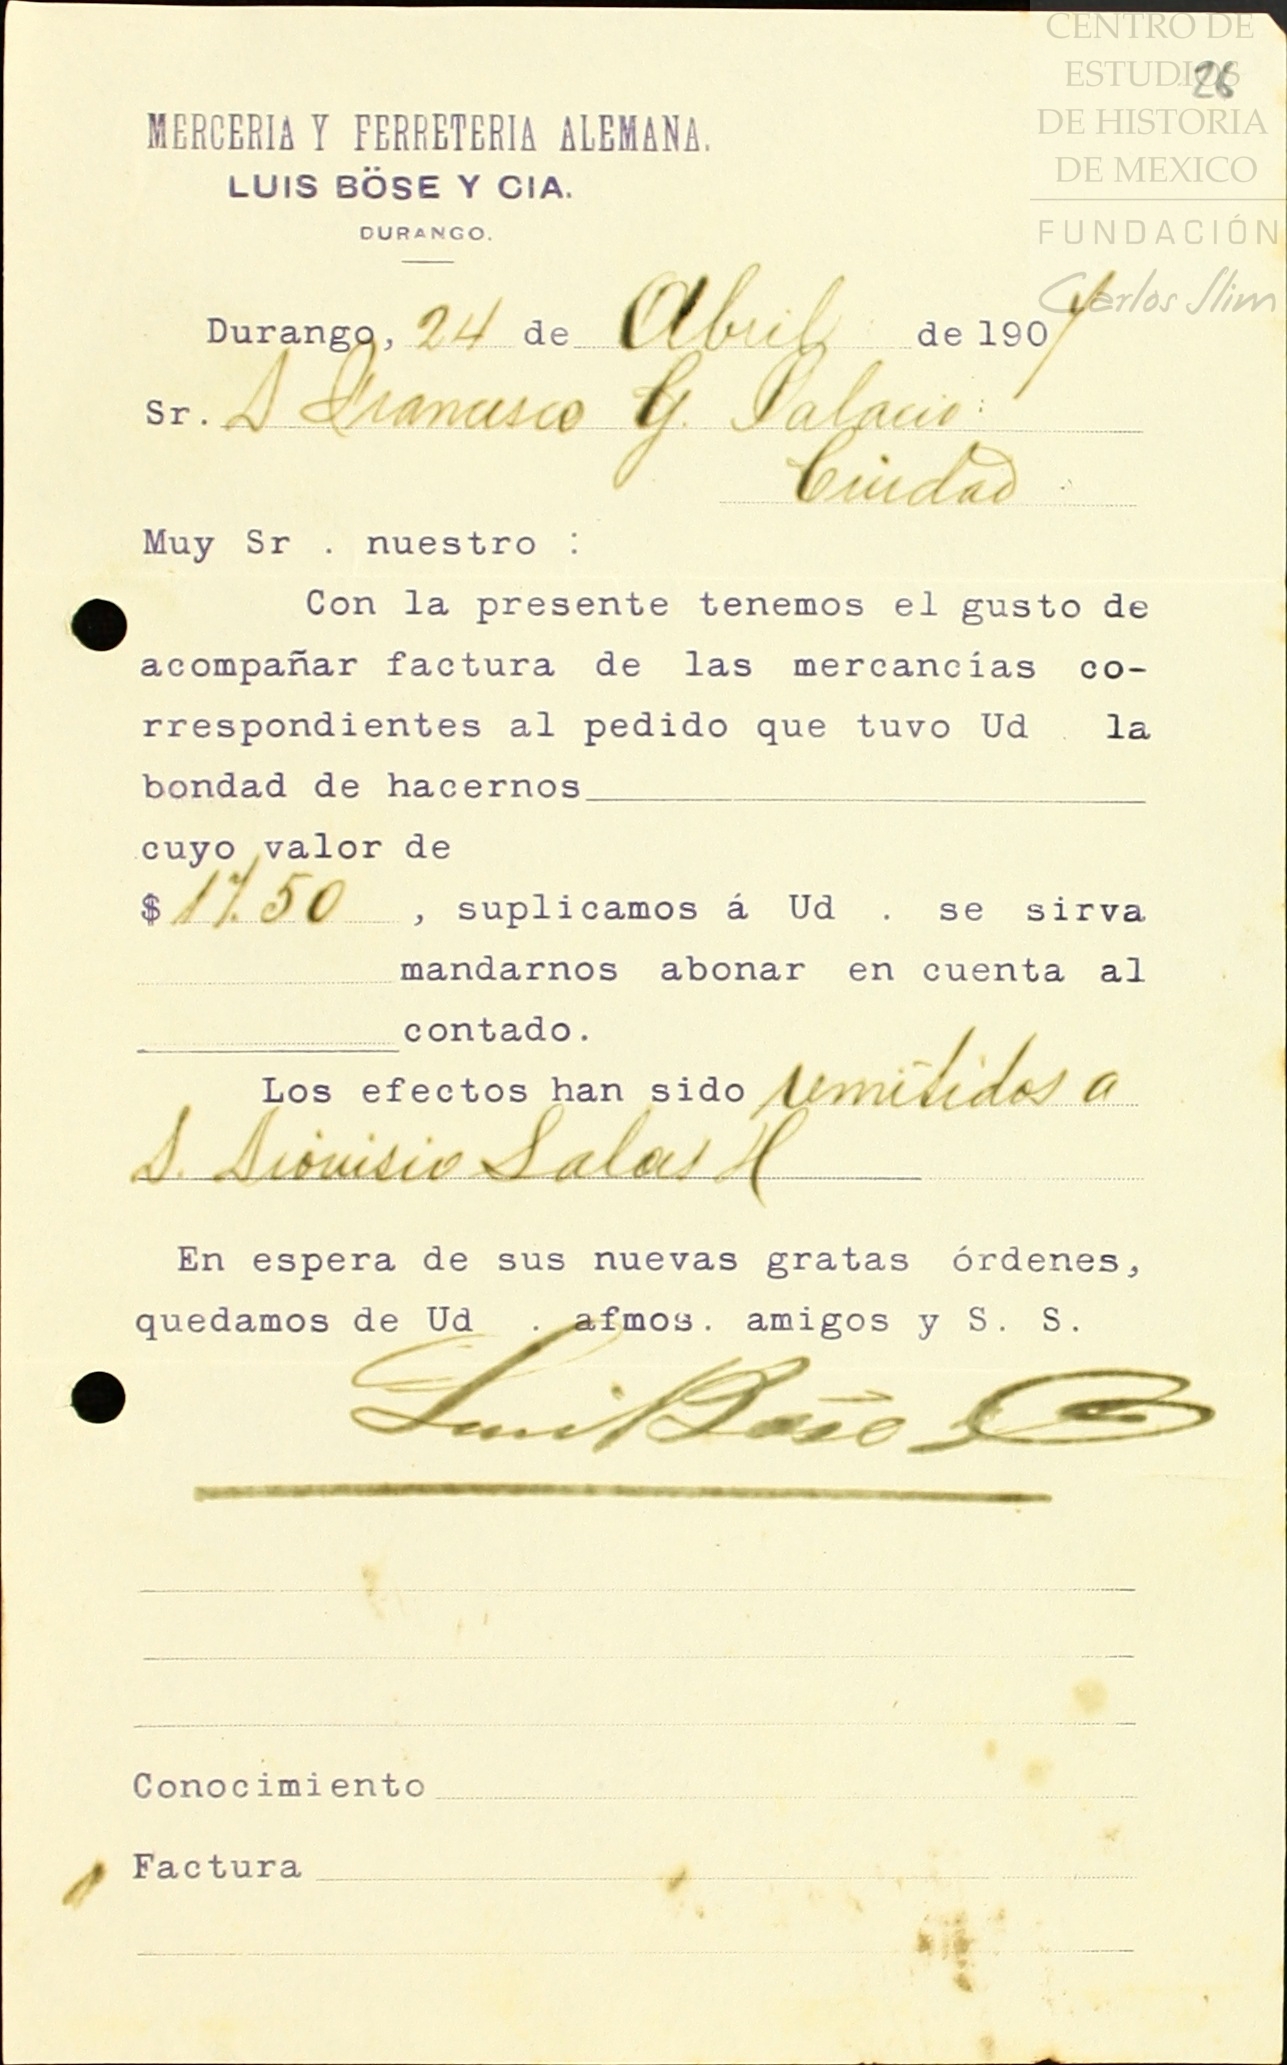 CENTRO DE
ESTUDIOS
DE HISTORIA
DE MEXICO
FUNDACIÓN
Carlos Slim
26
MERCERIA Y FERRETERIA ALEMANA.
LUIS BÖSE Y CIA.
DURANGO.
Durango, 24 de Abril de 1907
Sr. D Francisco G. Palacio
Ciudad
Muy Sr . nuestro :
Con la presente tenemos el gusto de
acompañar factura de las mercancías co-
rrespondientes al pedido que tuvo Ud . la
bondad de hacernos
cuyo valor de
$ 17.50 , suplicamos á Ud . se sirva
mandarnos abonar en cuenta al
contado.
Los efectos han sido remitidos a
D. Dionisio Salas H
En espera de sus nuevas gratas órdenes,
quedamos de Ud . afmos. amigos y S. S.
Luis Böse
Conocimiento
Factura